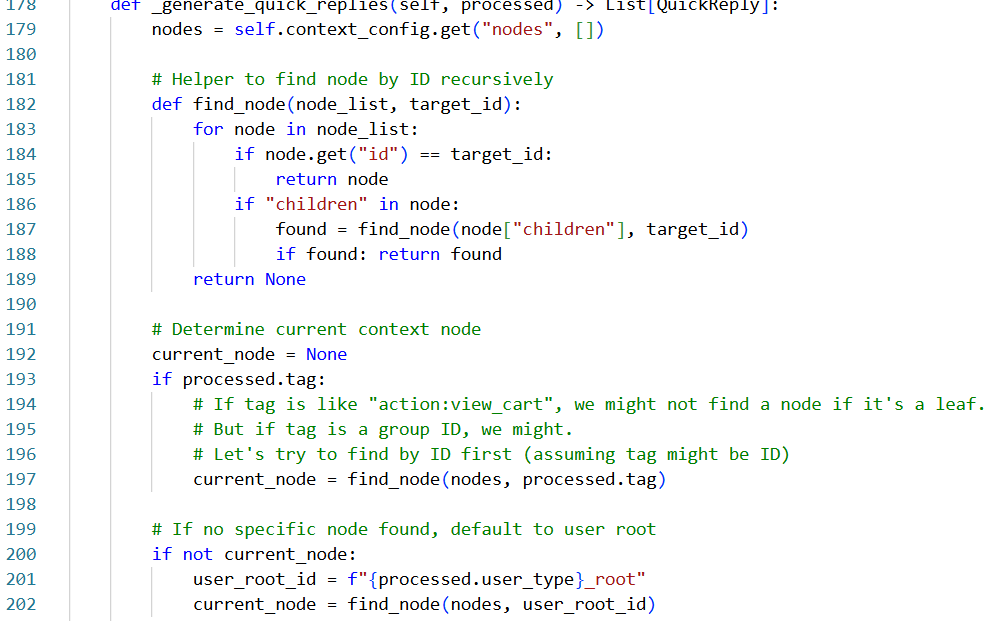 178 def _generate_quick_replies(self, processed) -> List[QuickReply]:
179 nodes = self.context_config.get("nodes", [])
180
181 # Helper to find node by ID recursively
182 def find_node(node_list, target_id):
183 for node in node_list:
184 if node.get("id") == target_id:
185 return node
186 if "children" in node:
187 found = find_node(node["children"], target_id)
188 if found: return found
189 return None
190
191 # Determine current context node
192 current_node = None
193 if processed.tag:
194 # If tag is like "action:view_cart", we might not find a node if it's a leaf.
195 # But if tag is a group ID, we might.
196 # Let's try to find by ID first (assuming tag might be ID)
197 current_node = find_node(nodes, processed.tag)
198
199 # If no specific node found, default to user root
200 if not current_node:
201 user_root_id = f"{processed.user_type}_root"
202 current_node = find_node(nodes, user_root_id)